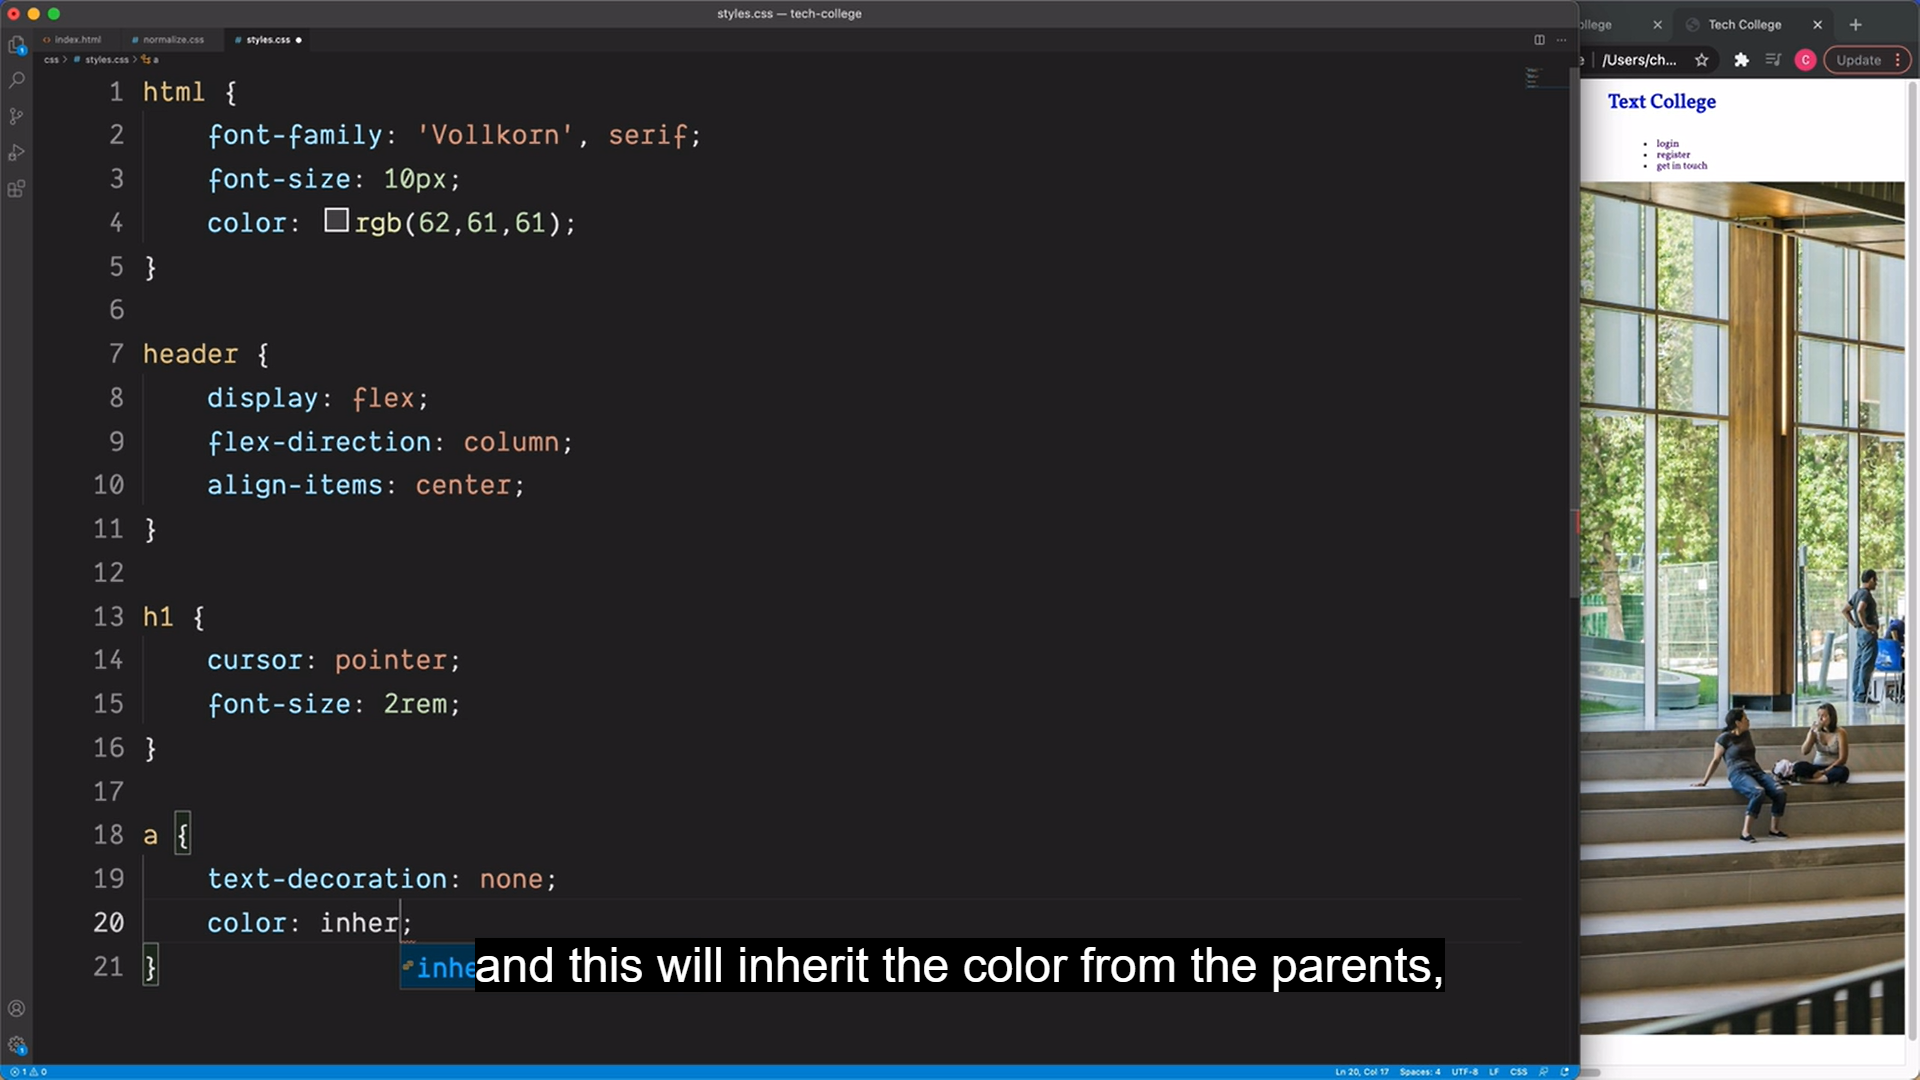 styles.css — tech-college
index.html
normalize.css
styles.css
css > styles.css > a
1 html {
2 font-family: 'Vollkorn', serif;
3 font-size: 10px;
4 color: rgb(62,61,61);
5 }
6
7 header {
8 display: flex;
9 flex-direction: column;
10 align-items: center;
11 }
12
13 h1 {
14 cursor: pointer;
15 font-size: 2rem;
16 }
17
18 a {
19 text-decoration: none;
20 color: inher;
21 }
inhe
and this will inherit the color from the parents,
1 0
Ln 20, Col 17 Spaces: 4 UTF-8 LF CSS
llege
Tech College
/Users/ch...
C
Update
Text College
login
register
get in touch